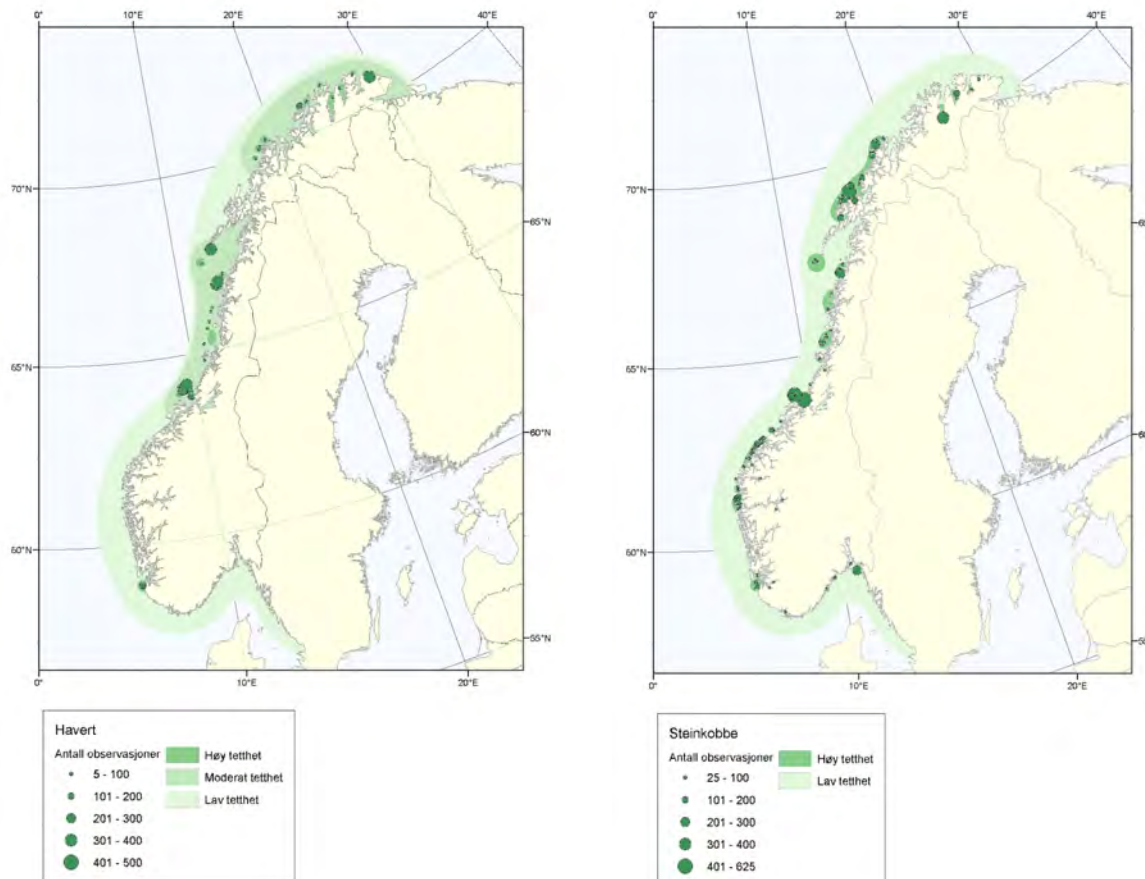 0° 10°E 20°E 30°E 40°E
70°N
65°N
65°N
60°N
60°N
55°N
0° 10°E 20°E
Havert
Antall observasjoner
5 - 100
101 - 200
201 - 300
301 - 400
401 - 500
Høy tetthet
Moderat tetthet
Lav tetthet
0° 10°E 20°E 30°E 40°E
70°N
65°N
65°N
60°N
60°N
55°
0° 10°E 20°E
Steinkobbe
Antall observasjoner
25 - 100
101 - 200
201 - 300
301 - 400
401 - 625
Høy tetthet
Lav tetthet